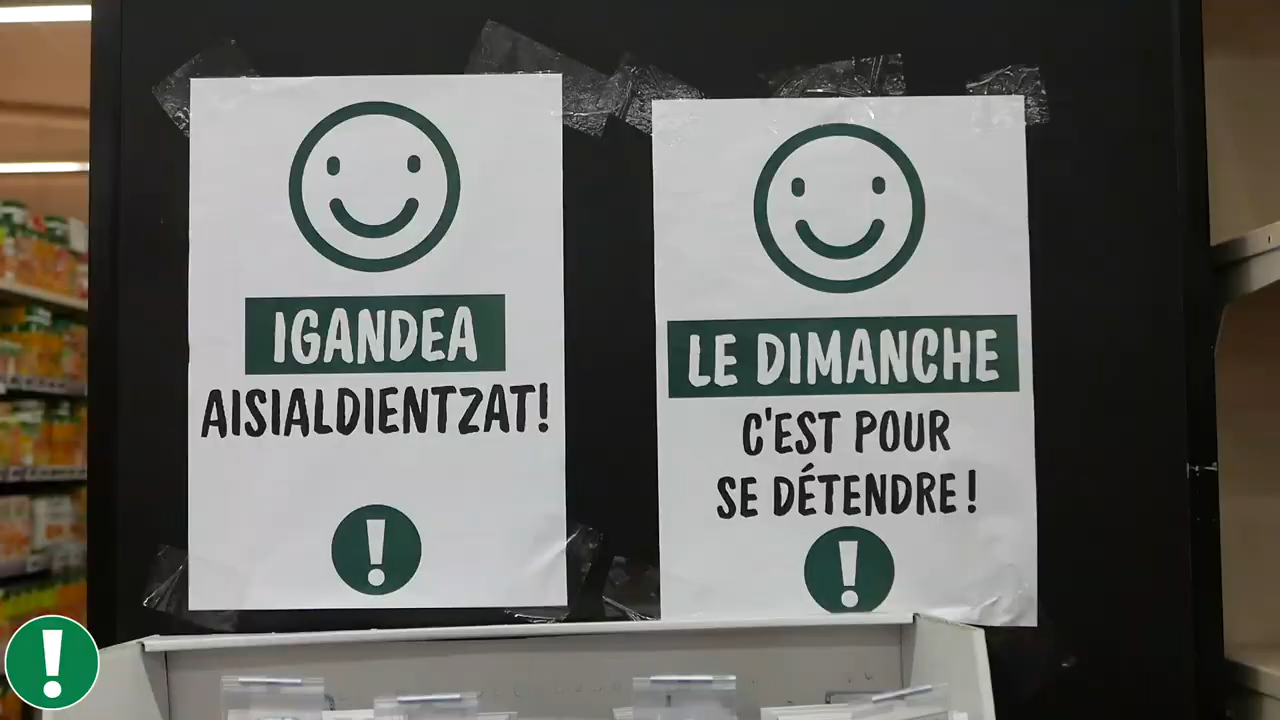 IGANDEA
AISIALDIENTZAT!
LE DIMANCHE
C'EST POUR
SE DÉTENDRE !